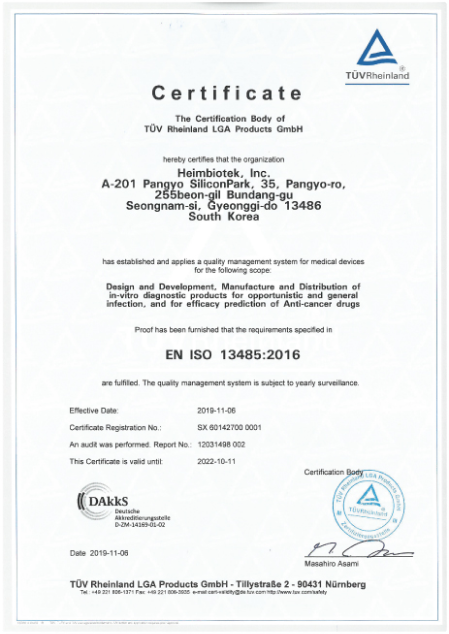 TÜVRheinland
Certificate
The Certification Body of
TÜV Rheinland LGA Products GmbH
hereby certifies that the organization
Heimbiotek, Inc.
A-201 Pangyo SiliconPark, 35, Pangyo-ro,
255beon-gil Bundang-gu
Seongnam-si, Gyeonggi-do 13486
South Korea
has established and applies a quality management system for medical devices
for the following scope:
Design and Development, Manufacture and Distribution of
in-vitro diagnostic products for opportunistic and general
infection, and for efficacy prediction of Anti-cancer drugs
Proof has been furnished that the requirements specified in
EN ISO 13485:2016
are fulfilled. The quality management system is subject to yearly surveillance.
Effective Date: 2019-11-06
Certificate Registration No.: SX 60142700 0001
An audit was performed. Report No.: 12031498 002
This Certificate is valid until: 2022-10-11
Certification Body
TÜV Rheinland LGA Products GmbH
TÜVRheinland
Zertifizierungsstelle
DAkkS
Deutsche
Akkreditierungsstelle
D-ZM-14169-01-02
Date 2019-11-06
Masahiro Asami
TÜV Rheinland LGA Products GmbH - Tillystraße 2 - 90431 Nürnberg
Tel.: +49 221 806-1371 Fax: +49 221 806-3935 e-mail:cert-validity@de.tuv.com http://www.tuv.com/safety